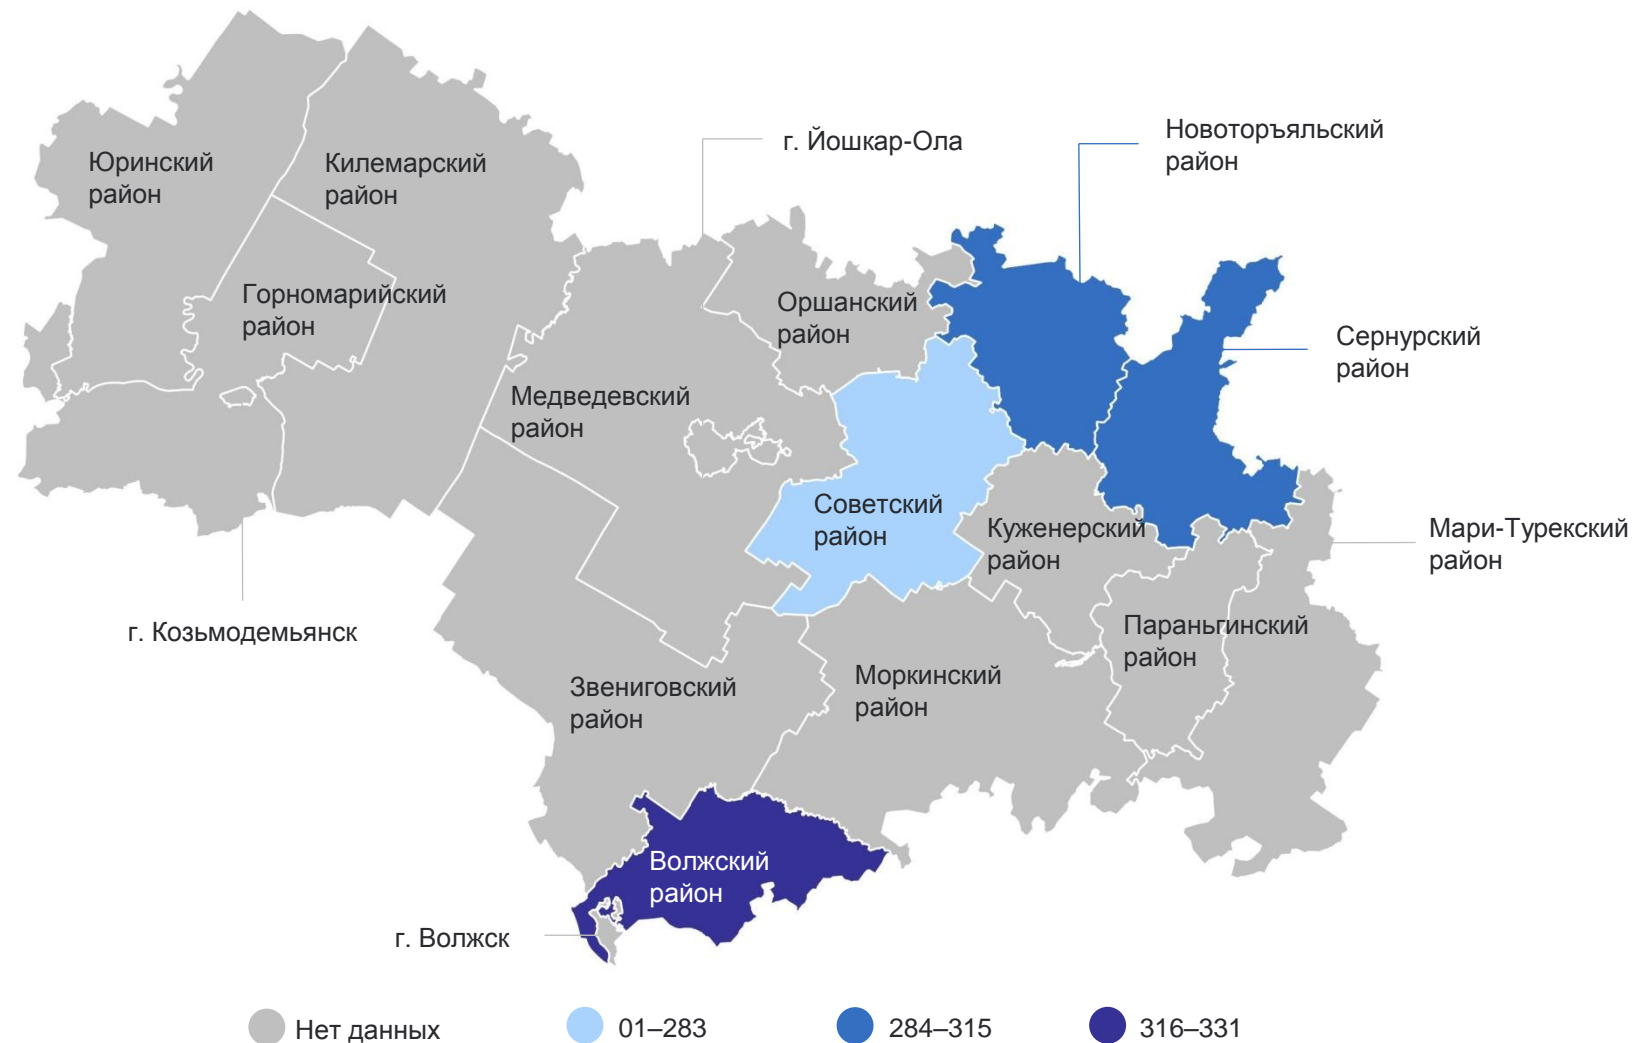 г. Йошкар-Ола
Новоторъяльский
район
Юринский
район
Килемарский
район
Горномарийский
район
Оршанский
район
Сернурский
район
Медведевский
район
Советский
район
Куженерский
район
Мари-Турекский
район
г. Козьмодемьянск
Параньгинский
район
Звениговский
район
Моркинский
район
Волжский
район
г. Волжск
Нет данных
01–283
284–315
316–331